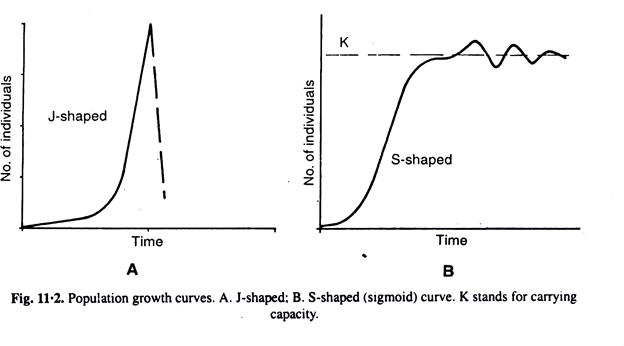 No. of individuals
J-shaped
Time
A
No. of individuals
K
S-shaped
Time
B
Fig. 11·2. Population growth curves. A. J-shaped; B. S-shaped (sigmoid) curve. K stands for carrying
capacity.